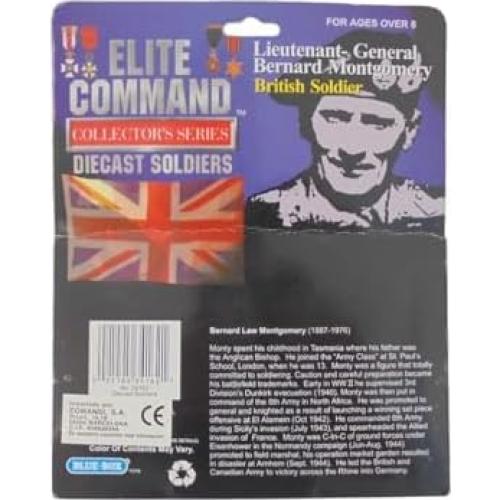 FOR AGES OVER 8
ELITE
COMMAND
TM
COLLECTOR'S SERIES
DIECAST SOLDIERS
Lieutenant- General
Bernard Montgomery
British Soldier
Bernard Law Montgomery (1887-1976)
Monty spent his childhood in Tasmania where his father was
the Anglican Bishop. He joined the "Army Class" at St. Paul's
School, London, when he was 13. Monty was a figure that totally
committed to soldiering. Caution and careful preparation became
his battlefield trademarks. Early in WW II he supervised 3rd
Division's Dunkirk evacuation (1940). Monty was then put in
command of the 8th Army in North Africa. He was promoted to
general and knighted as a result of launching a winning set piece
offensive at El Alamein (Oct 1942). He commanded 8th Army
during Sicily's invasion (July 1943), and spearheaded the Allied
invasion of France. Monty was C-in-C of ground forces under
Eisenhower in the Normandy campaign (Jun-Aug 1944).
Promoted to field marshal, his operation market garden resulted
in disaster at Arnhem (Sept. 1944). He led the British and
Canadian Army to victory across the Rhine into Germany.
Diecast Soldiers
COMANSI, S.A.
CE
Color Of Contents May Vary.
BLUE-BOX
TOYS